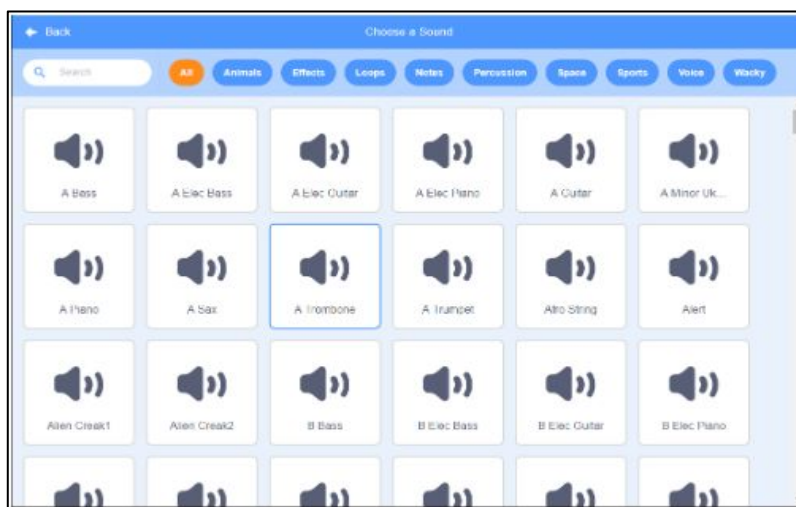 Back Choose a Sound
Search All Animals Effects Loops Notes Percussion Space Sports Voice Wacky
A Bass A Elec Bass A Elec Guitar A Elec Piano A Guitar A Minor Uk...
A Piano A Sax A Trombone A Trumpet Afro String Alert
Alien Creak1 Alien Creak2 B Bass B Elec Bass B Elec Guitar B Elec Piano